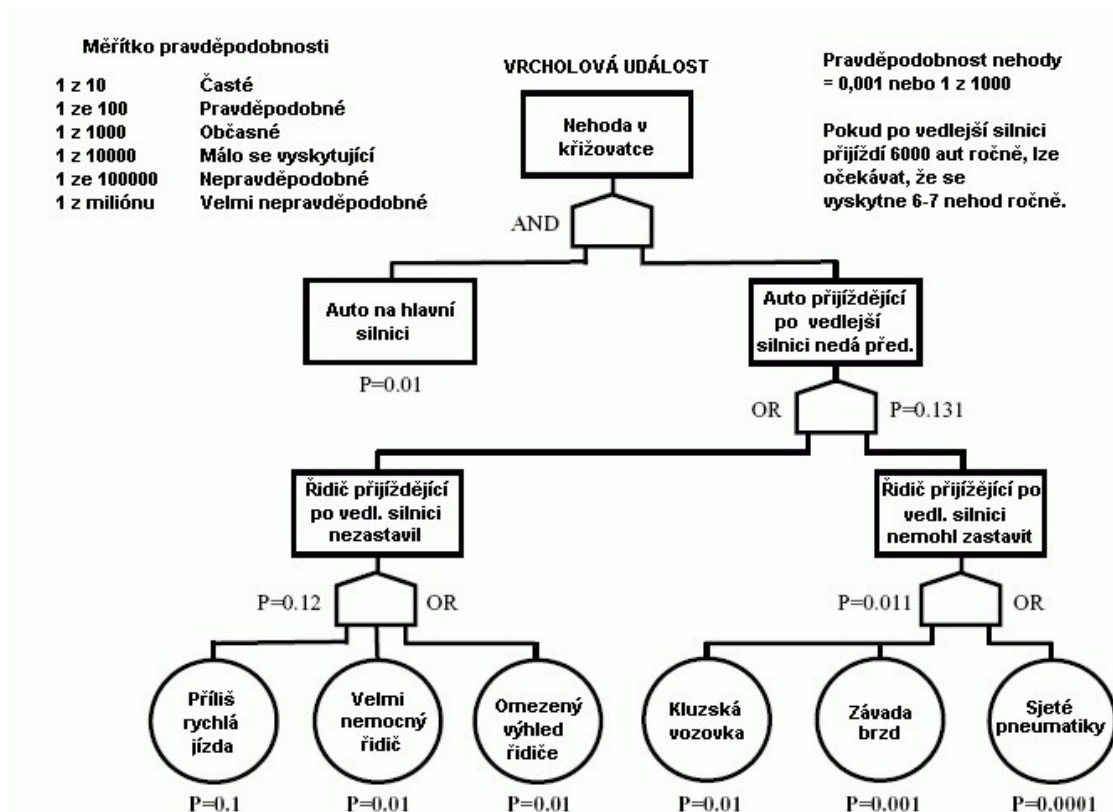 Měřítko pravděpodobnosti
1 z 10 Časté
1 ze 100 Pravděpodobné
1 z 1000 Občasné
1 z 10000 Málo se vyskytující
1 ze 100000 Nepravděpodobné
1 z miliónu Velmi nepravděpodobné
VRCHOLOVÁ UDÁLOST
Pravděpodobnost nehody
= 0,001 nebo 1 z 1000
Pokud po vedlejší silnici
přijíždí 6000 aut ročně, lze
očekávat, že se
vyskytne 6-7 nehod ročně.
Nehoda v
křižovatce
AND
Auto na hlavní
silnici
P=0.01
Auto přijíždějící
po vedlejší
silnici nedá před.
OR
P=0.131
Řidič přijíždějící
po vedl. silnici
nezastavil
Řidič přijížějící po
vedl. silnici
nemohl zastavit
P=0.12
OR
P=0.011
OR
Příliš
rychlá
jízda
Velmi
nemocný
řidič
Omezený
výhled
řidiče
Kluzská
vozovka
Závada
brzd
Sjeté
pneumatiky
P=0.1
P=0.01
P=0.01
P=0.01
P=0.001
P=0.0001